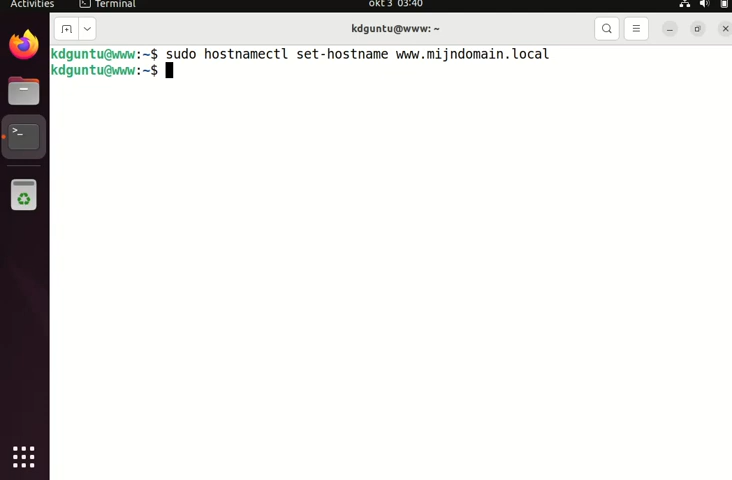 Activities Terminal okt 3 03:40
kdguntu@www: ~
kdguntu@www:~$ sudo hostnamectl set-hostname www.mijndomain.local
kdguntu@www:~$